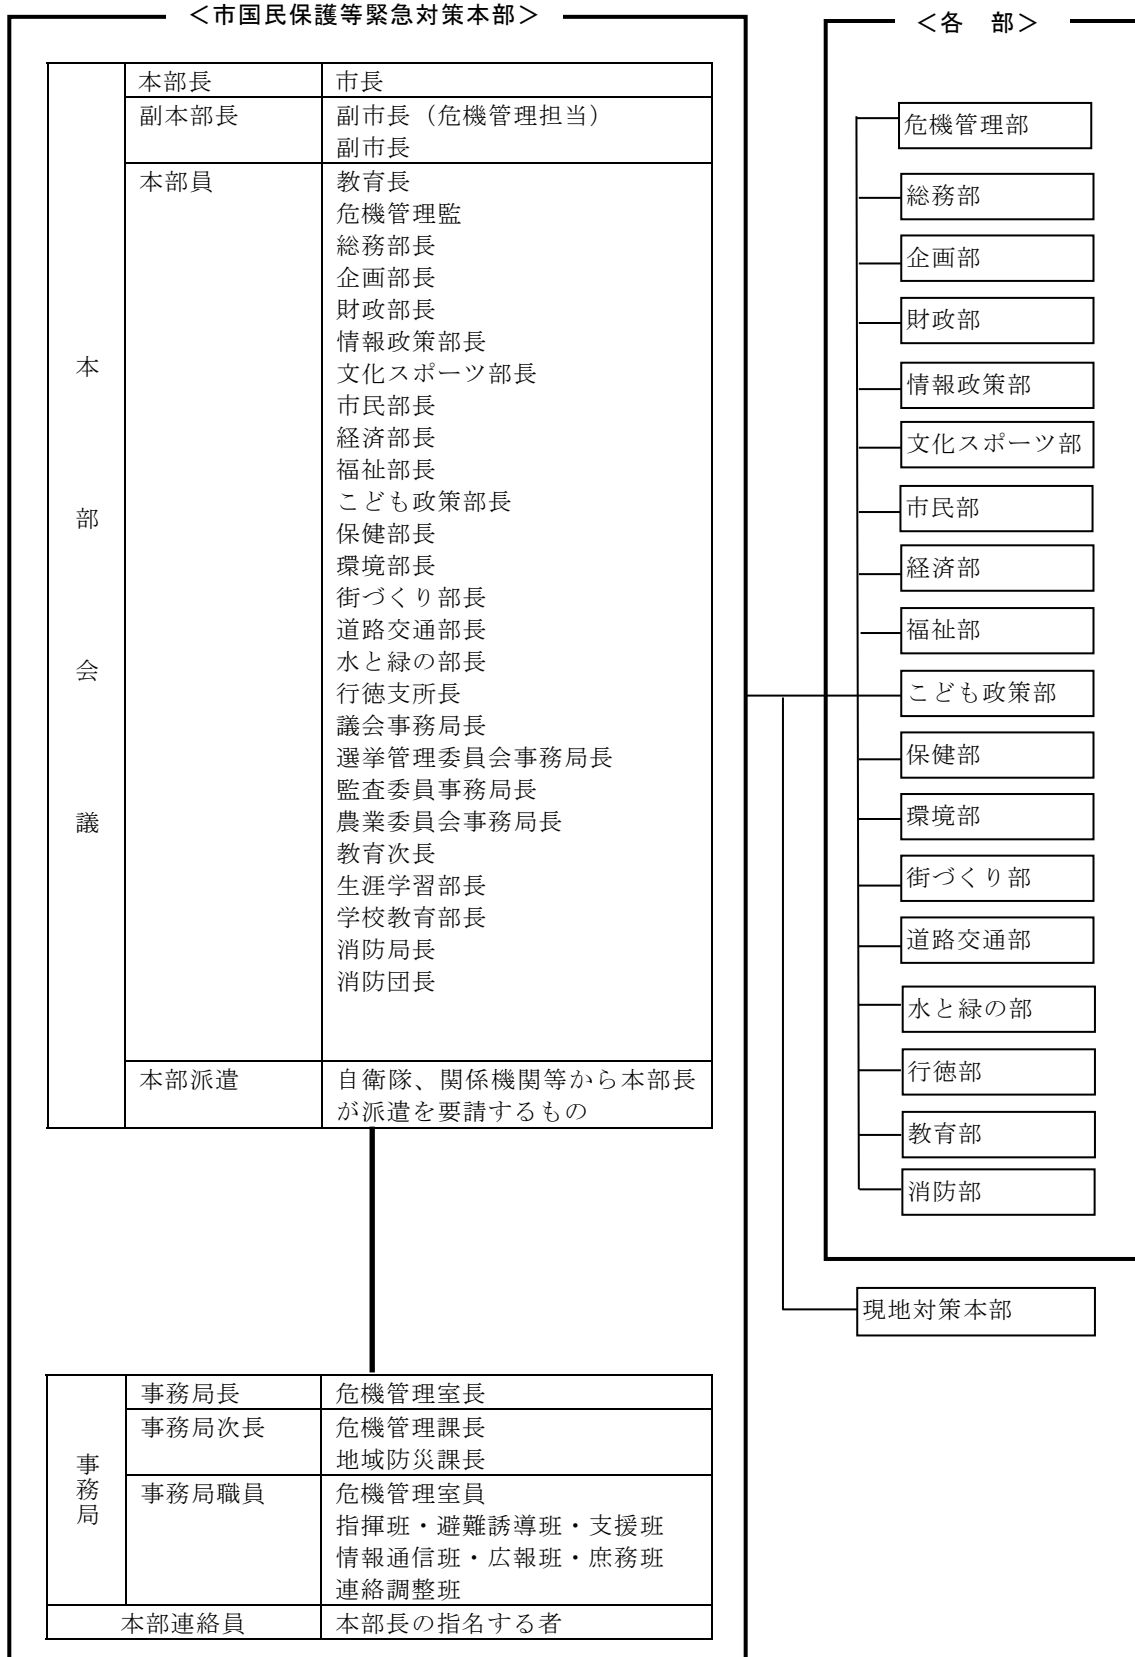 ＜市国民保護等緊急対策本部＞
本部会議
本部長 市長
副本部長 副市長（危機管理担当）
副市長
本部員 教育長
危機管理監
総務部長
企画部長
財政部長
情報政策部長
文化スポーツ部長
市民部長
経済部長
福祉部長
こども政策部長
保健部長
環境部長
街づくり部長
道路交通部長
水と緑の部長
行徳支所長
議会事務局長
選挙管理委員会事務局長
監査委員事務局長
農業委員会事務局長
教育次長
生涯学習部長
学校教育部長
消防局長
消防団長
本部派遣 自衛隊、関係機関等から本部長
が派遣を要請するもの
事務局
事務局長 危機管理室長
事務局次長 危機管理課長
地域防災課長
事務局職員 危機管理室員
指揮班・避難誘導班・支援班
情報通信班・広報班・庶務班
連絡調整班
本部連絡員 本部長の指名する者
＜各　部＞
危機管理部
総務部
企画部
財政部
情報政策部
文化スポーツ部
市民部
経済部
福祉部
こども政策部
保健部
環境部
街づくり部
道路交通部
水と緑の部
行徳部
教育部
消防部
現地対策本部